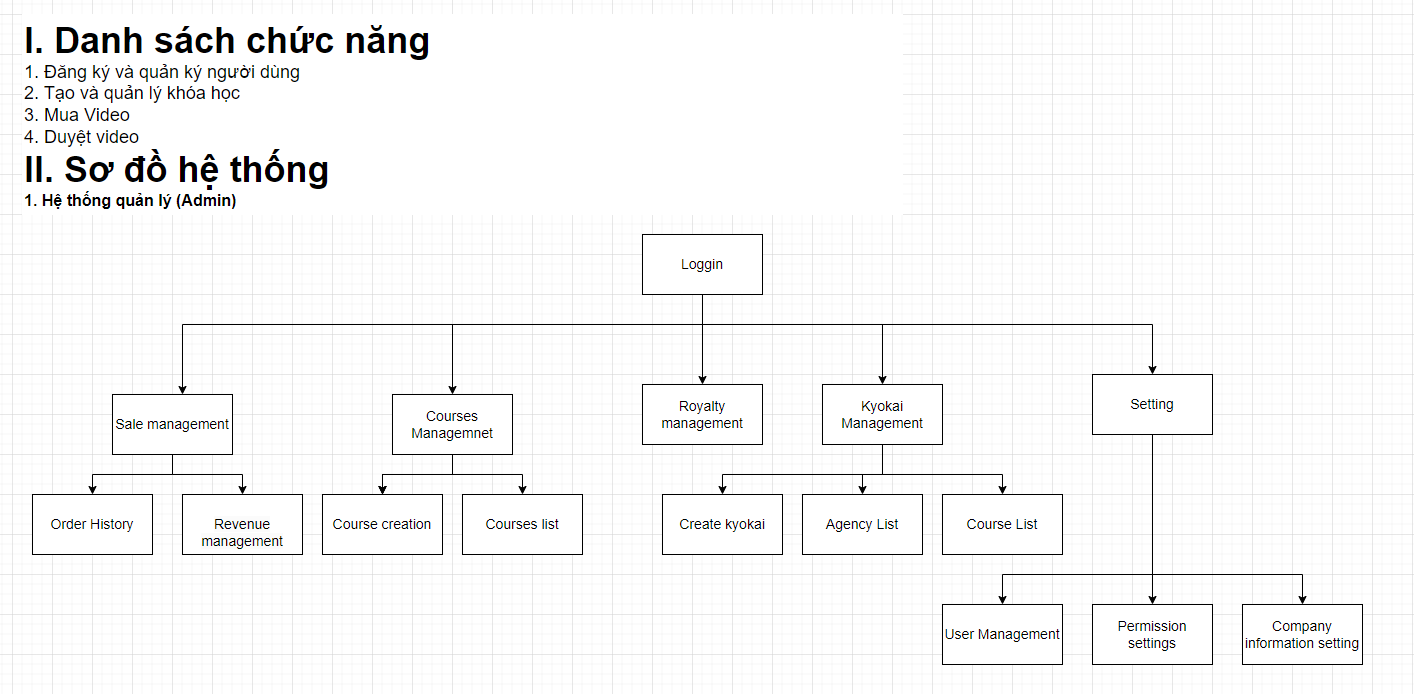 I. Danh sách chức năng
1. Đăng ký và quản ký người dùng
2. Tạo và quản lý khóa học
3. Mua Video
4. Duyệt video
II. Sơ đồ hệ thống
1. Hệ thống quản lý (Admin)
Loggin
Sale management
Courses
Managemnet
Royalty
management
Kyokai
Management
Setting
Order History
Revenue
management
Course creation
Courses list
Create kyokai
Agency List
Course List
User Management
Permission
settings
Company
information setting